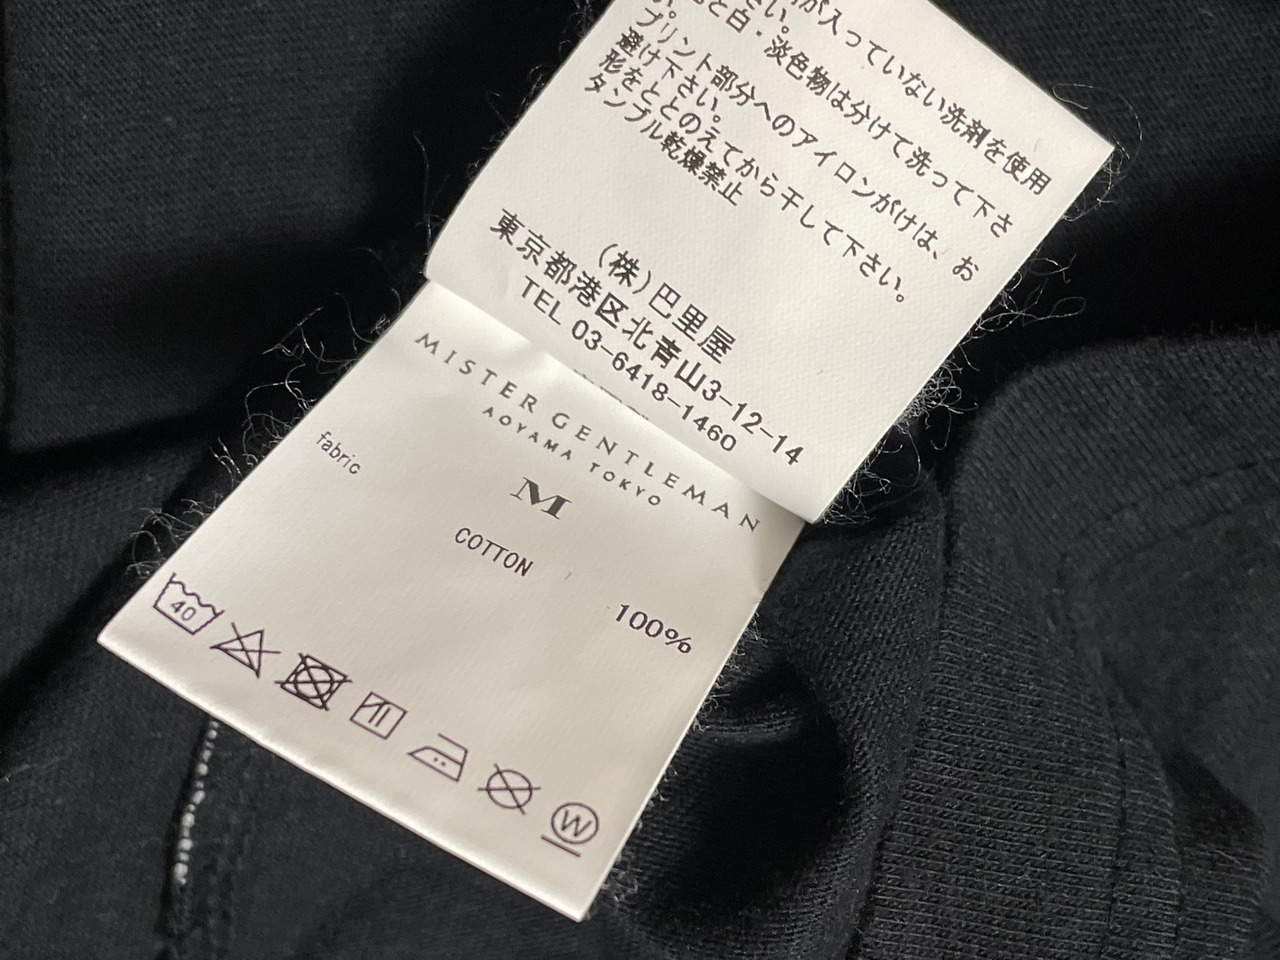 が入っていない洗剤を使用
さい。
と白・淡色物は分けて洗って下さ
い。
プリント部分へのアイロンがけは、お
避け下さい。
形をととのえてから干して下さい。
タンブル乾燥禁止
(株)巴里屋
東京都港区北青山3-12-14
TEL 03-6418-1460
MISTER GENTLEMAN
AOYAMA TOKYO
M
fabric
COTTON
100%
40
W